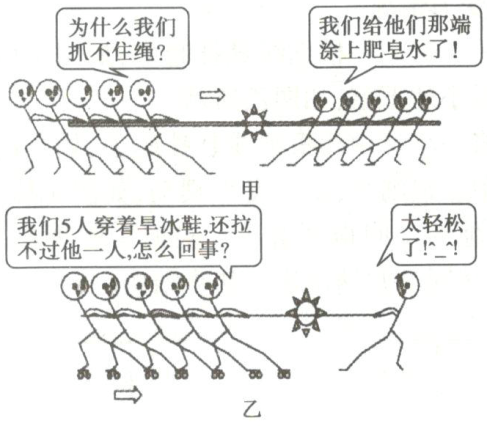 为什么我们
抓不住绳?
我们给他们那端
涂上肥皂水了!
甲
我们5人穿着旱冰鞋,还拉
不过他一人,怎么回事?
太轻松
了!^_^!
乙